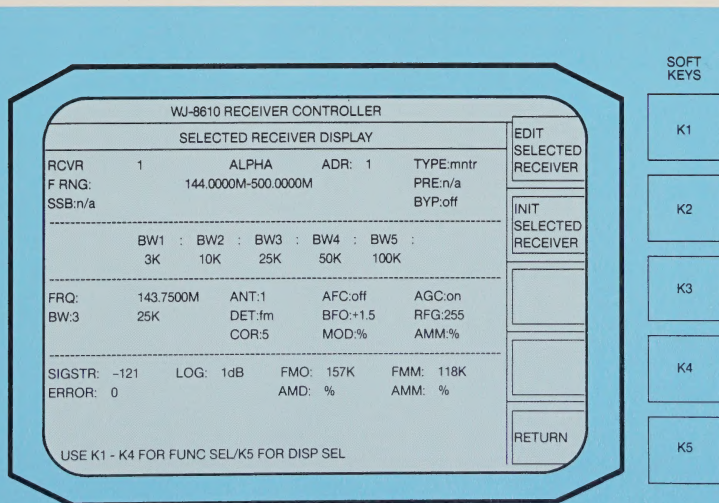 WJ-8610 RECEIVER CONTROLLER
SELECTED RECEIVER DISPLAY
RCVR 1 ALPHA ADR: 1 TYPE:mntr
F RNG: 144.0000M-500.0000M PRE:n/a
SSB:n/a BYP:off
BW1 : BW2 : BW3 : BW4 : BW5 :
3K 10K 25K 50K 100K
FRQ: 143.7500M ANT:1 AFC:off AGC:on
BW:3 25K DET:fm BFO:+1.5 RFG:255
COR:5 MOD:% AMM:%
SIGSTR: -121 LOG: 1dB FMO: 157K FMM: 118K
ERROR: 0 AMD: % AMM: %
USE K1 - K4 FOR FUNC SEL/K5 FOR DISP SEL
EDIT
SELECTED
RECEIVER
INIT
SELECTED
RECEIVER
RETURN
SOFT
KEYS
K1
K2
K3
K4
K5